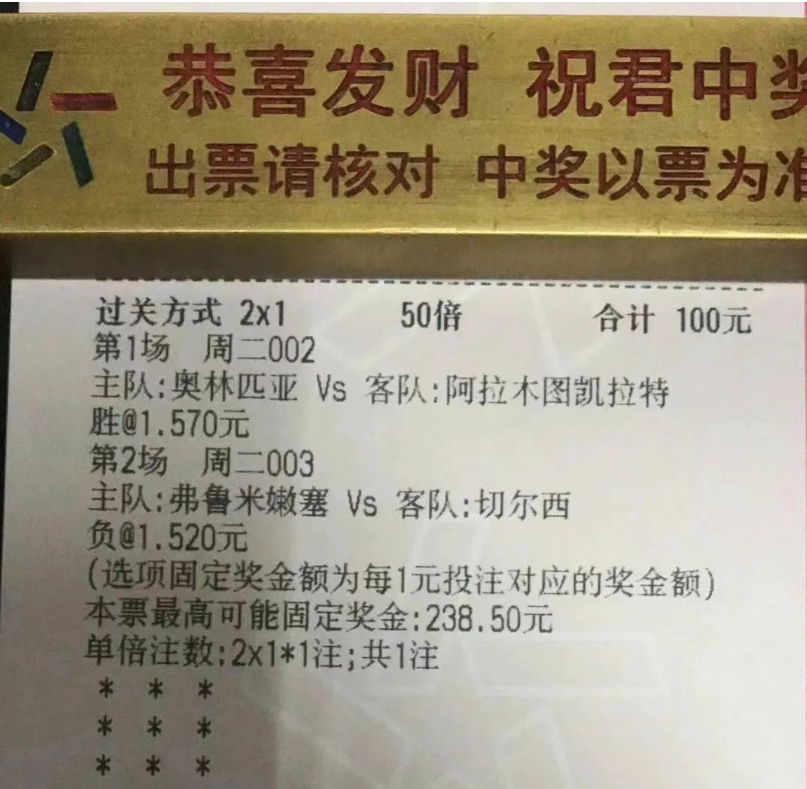 恭喜发财 祝君中奖
出票请核对 中奖以票为准
过关方式 2x1 50倍 合计 100元
第1场 周二002
主队:奥林匹亚 Vs 客队:阿拉木图凯拉特
胜@1.570元
第2场 周二003
主队:弗鲁米嫩塞 Vs 客队:切尔西
负@1.520元
(选项固定奖金额为每1元投注对应的奖金额)
本票最高可能固定奖金:238.50元
单倍注数:2x1*1注;共1注
* * *
* * *
* * *